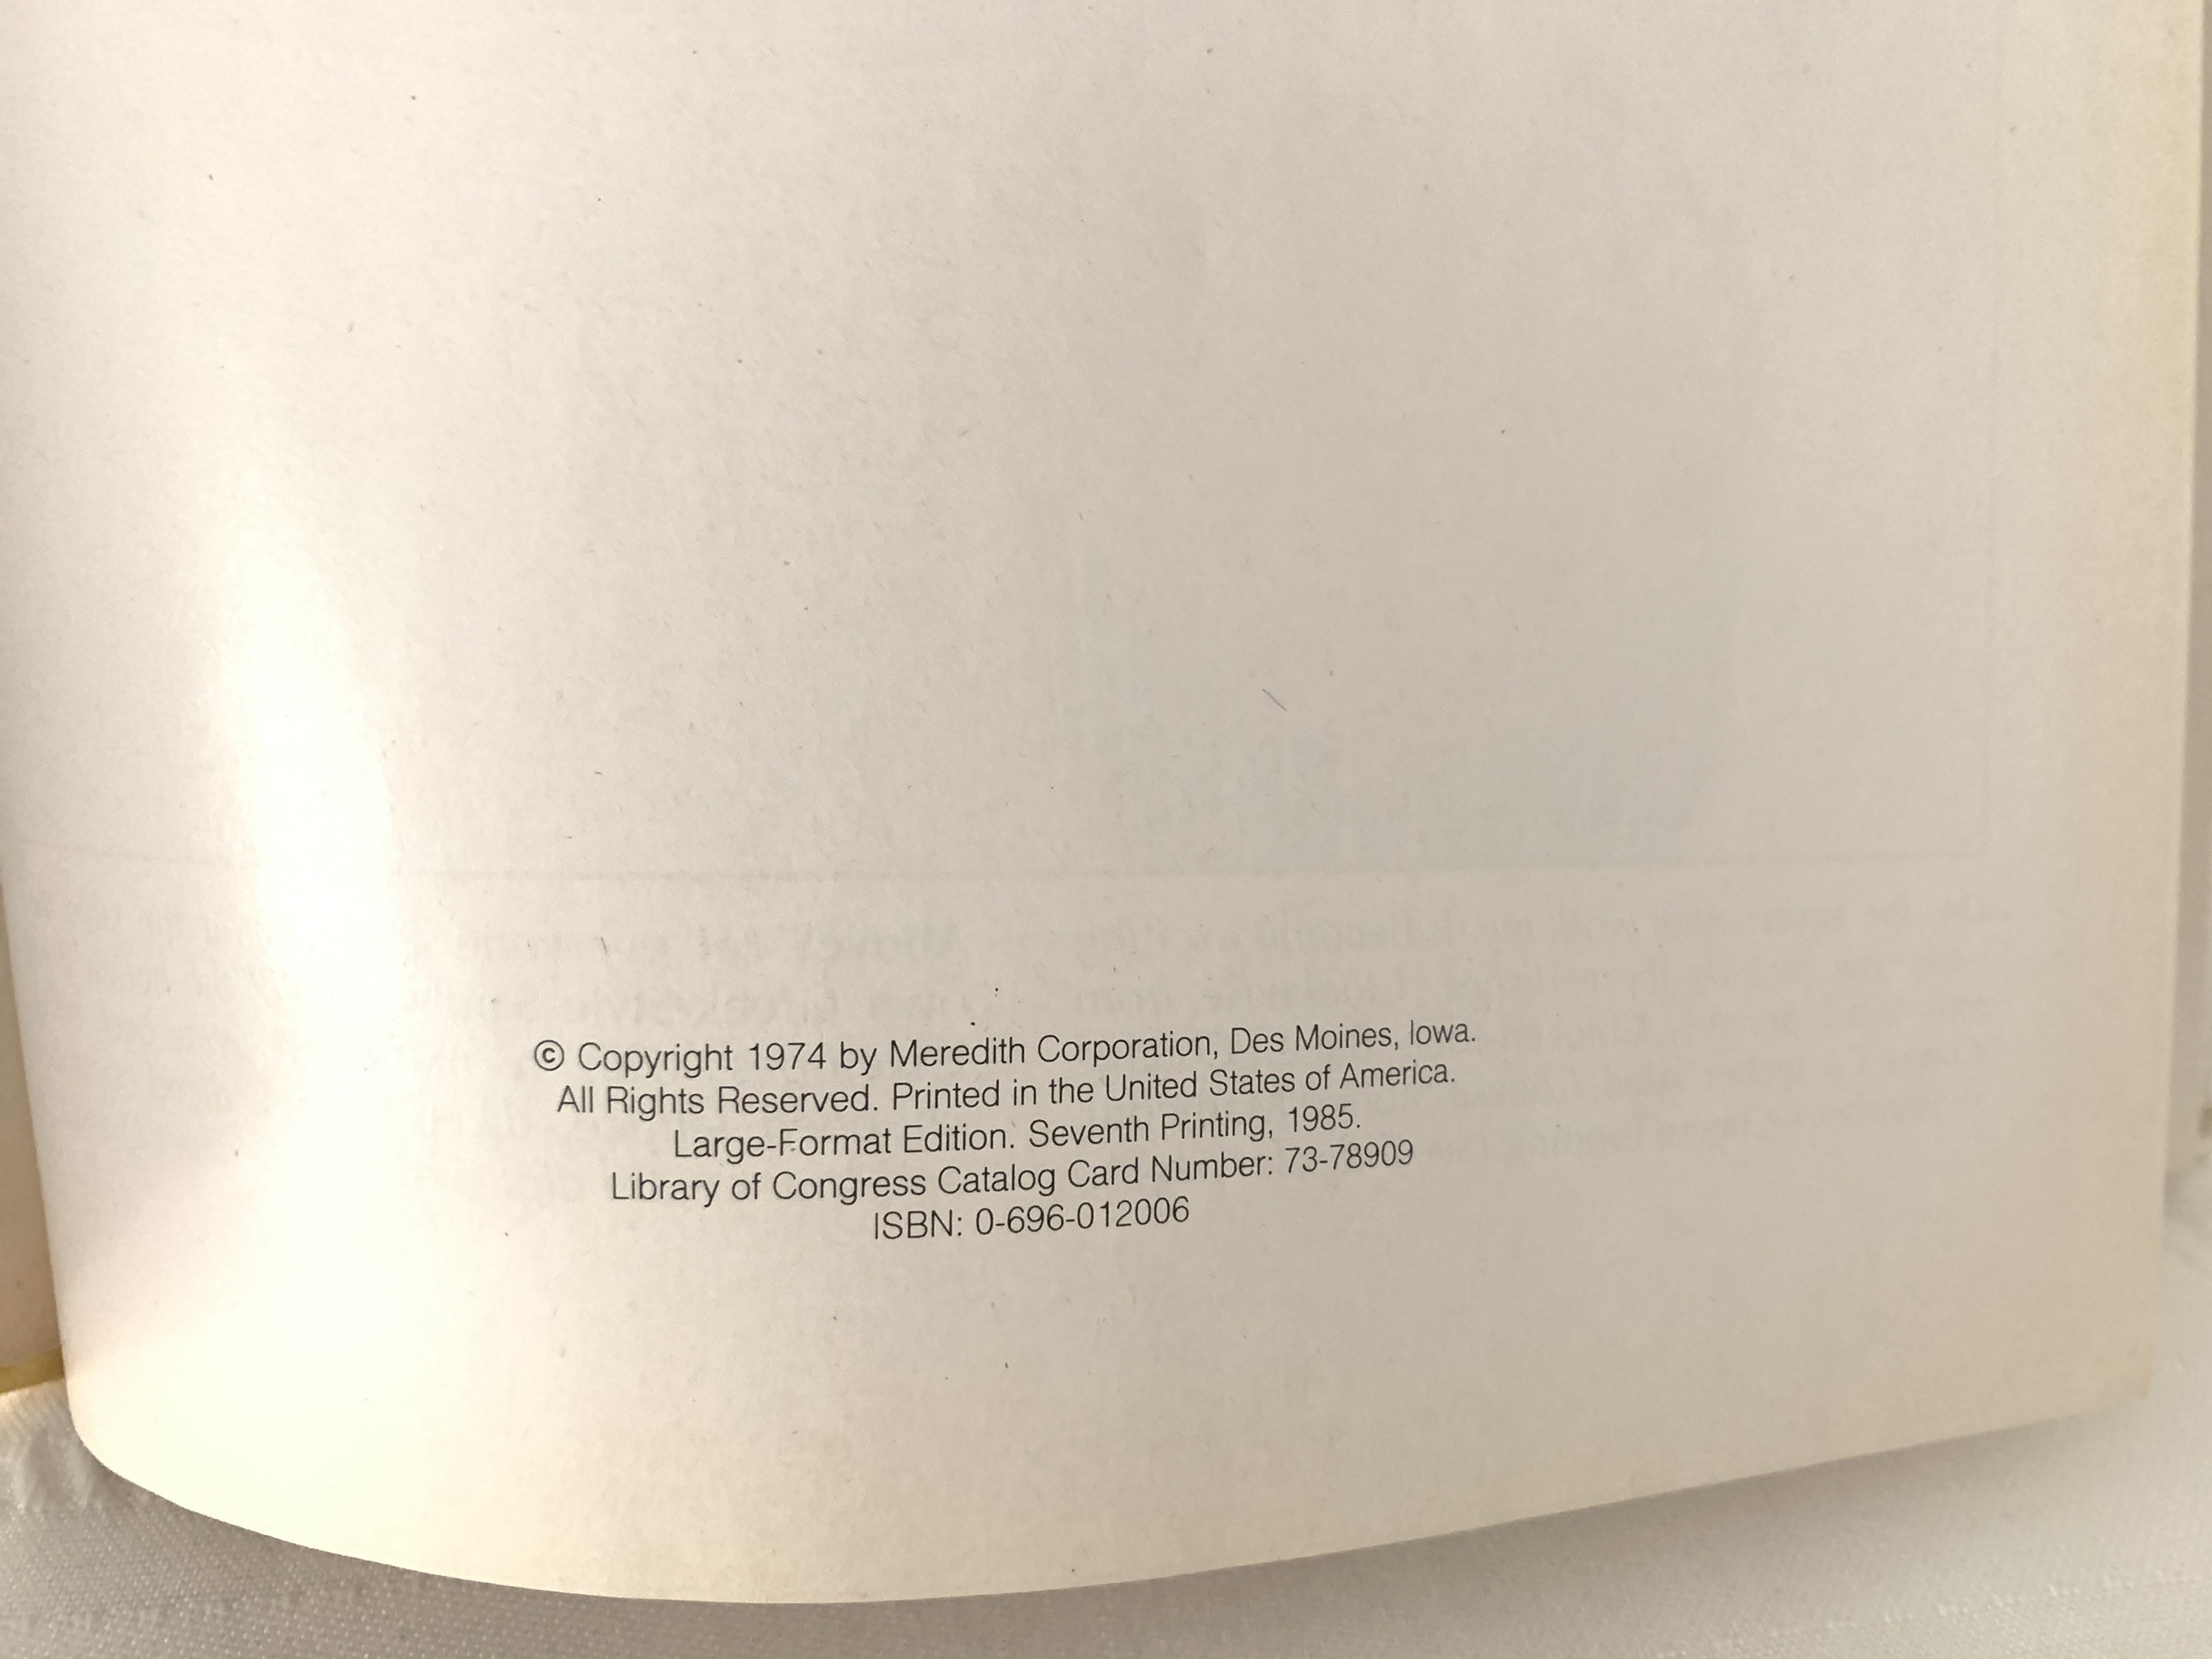 © Copyright 1974 by Meredith Corporation, Des Moines, Iowa.
All Rights Reserved. Printed in the United States of America.
Large-Format Edition. Seventh Printing, 1985.
Library of Congress Catalog Card Number: 73-78909
ISBN: 0-696-012006